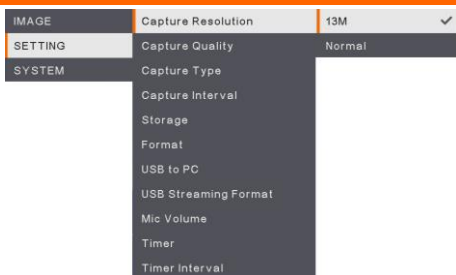 IMAGE
SETTING
SYSTEM
Capture Resolution
Capture Quality
Capture Type
Capture Interval
Storage
Format
USB to PC
USB Streaming Format
Mic Volume
Timer
Timer Interval
13M
Normal